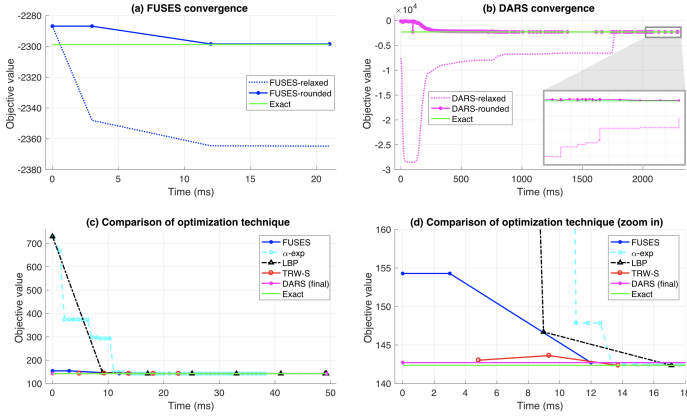 (a) FUSES convergence
-2280
-2300
-2320
-2340
-2360
-2380
Objective value
0 5 10 15 20
Time (ms)
FUSES-relaxed
FUSES-rounded
Exact
(b) DARS convergence
×10⁴
0
-0.5
-1
-1.5
-2
-2.5
-3
Objective value
0 500 1000 1500 2000
Time (ms)
DARS-relaxed
DARS-rounded
Exact
(c) Comparison of optimization technique
700
600
500
400
300
200
100
Objective value
0 10 20 30 40 50
Time (ms)
FUSES
α-exp
LBP
TRW-S
DARS (final)
Exact
(d) Comparison of optimization technique (zoom in)
160
155
150
145
140
Objective value
0 2 4 6 8 10 12 14 16 18
Time (ms)
FUSES
α-exp
LBP
TRW-S
DARS (final)
Exact